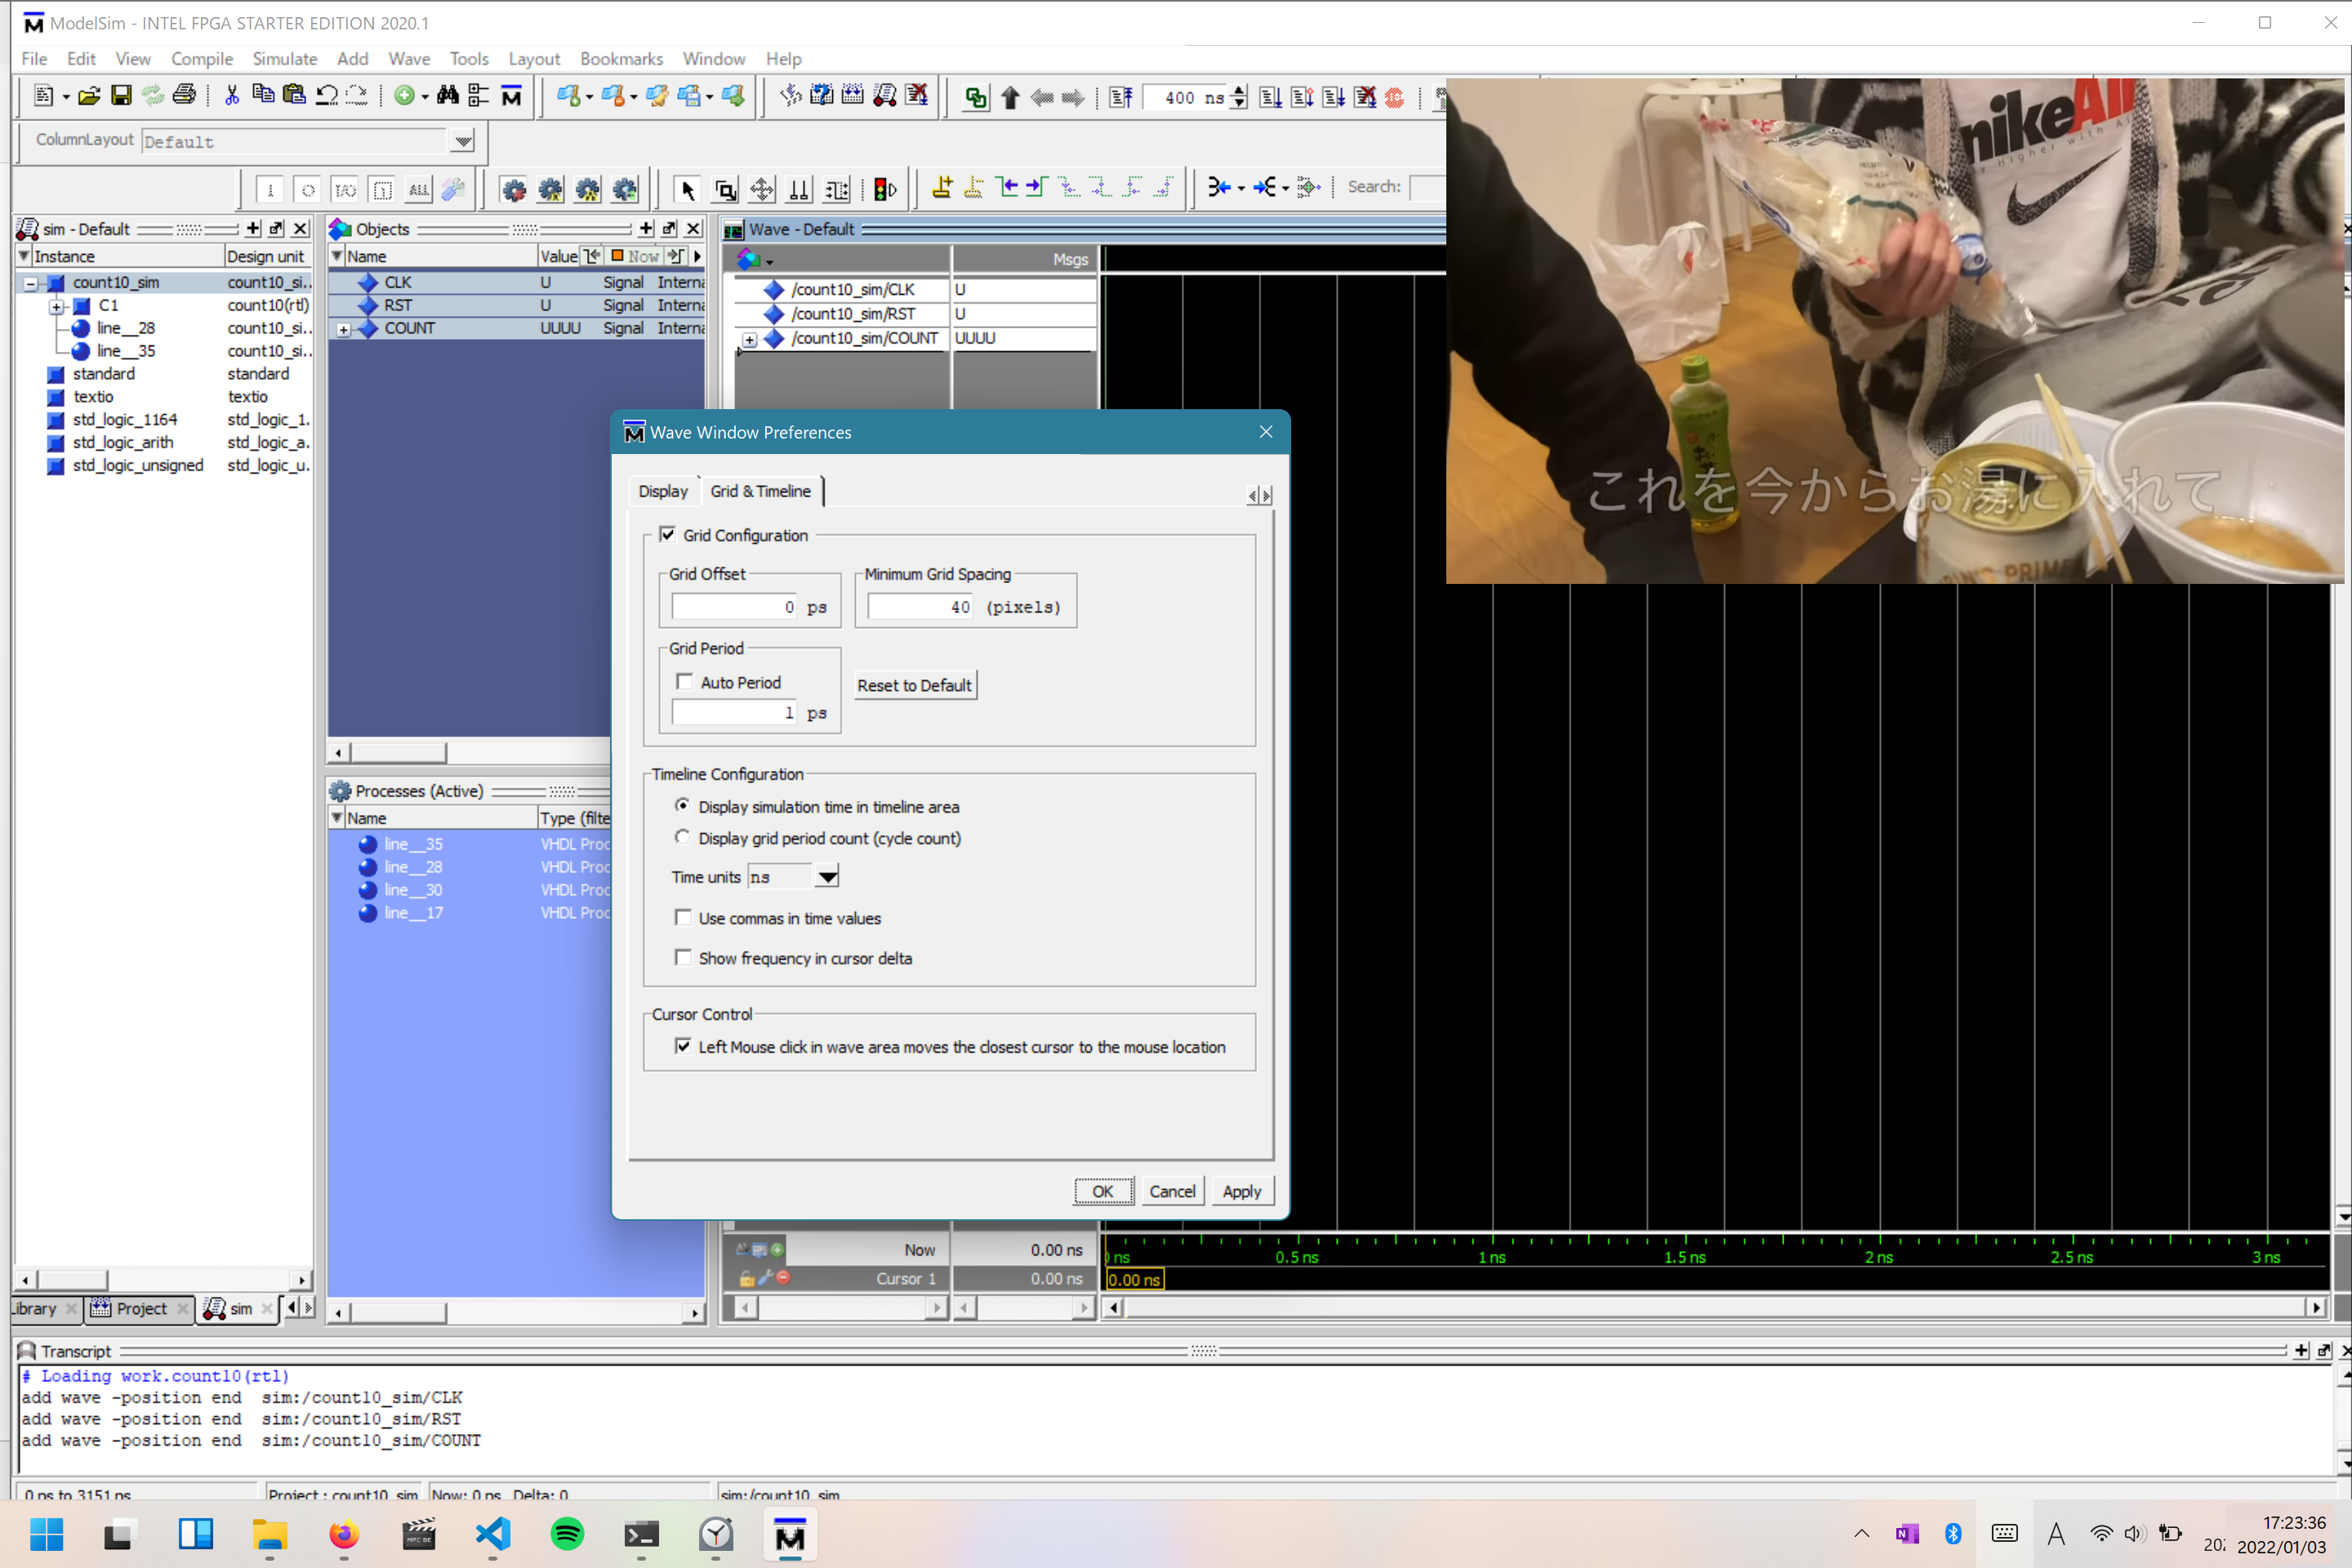 ModelSim - INTEL FPGA STARTER EDITION 2020.1
File Edit View Compile Simulate Add Wave Tools Layout Bookmarks Window Help
400 ns
ColumnLayout Default
ALL Search:
sim - Default
Instance Design unit
count10_sim count10_si..
C1 count10(rtl)
line__28 count10_si..
line__35 count10_si..
standard standard
textio textio
std_logic_1164 std_logic_1.
std_logic_arith std_logic_a.
std_logic_unsigned std_logic_u.
Objects
Name Value Now
CLK U Signal Interna
RST U Signal Interna
COUNT UUUU Signal Interna
Wave - Default
Msgs
/count10_sim/CLK U
/count10_sim/RST U
/count10_sim/COUNT UUUU
nikeAir
これを今からお湯に入れて
Processes (Active)
Name Type (filte
line__35 VHDL Proc
line__28 VHDL Proc
line__30 VHDL Proc
line__17 VHDL Proc
Wave Window Preferences
Display Grid & Timeline
Grid Configuration
Grid Offset
0 ps
Minimum Grid Spacing
40 (pixels)
Grid Period
Auto Period
1 ps
Reset to Default
Timeline Configuration
Display simulation time in timeline area
Display grid period count (cycle count)
Time units ns
Use commas in time values
Show frequency in cursor delta
Cursor Control
Left Mouse click in wave area moves the closest cursor to the mouse location
OK Cancel Apply
Now 0.00 ns
Cursor 1 0.00 ns
ns 0.5 ns 1 ns 1.5 ns 2 ns 2.5 ns 3 ns
0.00 ns
Library Project sim
Transcript
# Loading work.count10(rtl)
add wave -position end sim:/count10_sim/CLK
add wave -position end sim:/count10_sim/RST
add wave -position end sim:/count10_sim/COUNT
0 ns to 3151 ns Project : count10_sim Now: 0 ns Delta: 0 sim:/count10_sim
A
17:23:36
2022/01/03